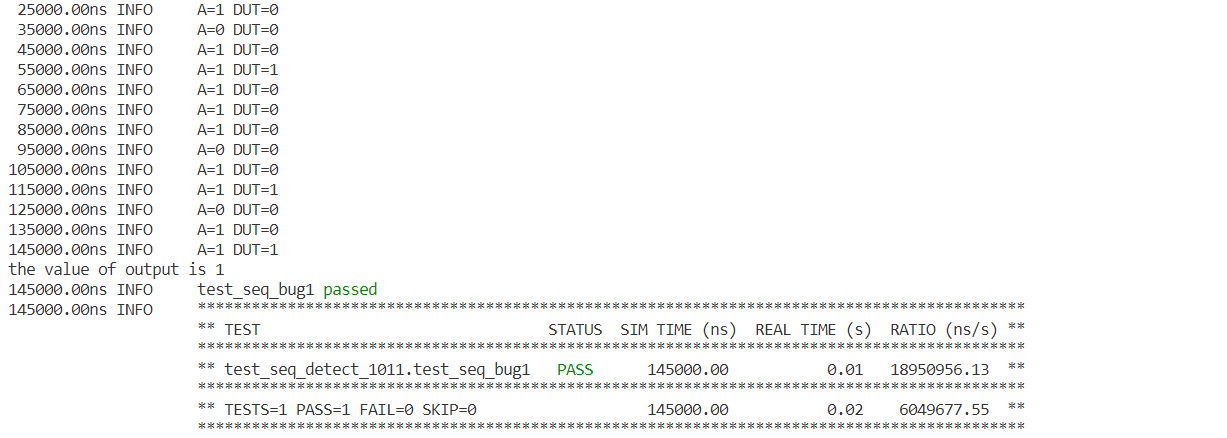 25000.00ns INFO     A=1 DUT=0
35000.00ns INFO     A=0 DUT=0
45000.00ns INFO     A=1 DUT=0
55000.00ns INFO     A=1 DUT=1
65000.00ns INFO     A=1 DUT=0
75000.00ns INFO     A=1 DUT=0
85000.00ns INFO     A=1 DUT=0
95000.00ns INFO     A=0 DUT=0
105000.00ns INFO     A=1 DUT=0
115000.00ns INFO     A=1 DUT=1
125000.00ns INFO     A=0 DUT=0
135000.00ns INFO     A=1 DUT=0
145000.00ns INFO     A=1 DUT=1
the value of output is 1
145000.00ns INFO     test_seq_bug1 passed
145000.00ns INFO     ********************************************************************************************
** TEST                                STATUS  SIM TIME (ns)  REAL TIME (s)  RATIO (ns/s) **
********************************************************************************************
** test_seq_detect_1011.test_seq_bug1   PASS      145000.00           0.01   18950956.13  **
********************************************************************************************
** TESTS=1 PASS=1 FAIL=0 SKIP=0                   145000.00           0.02    6049677.55  **
********************************************************************************************